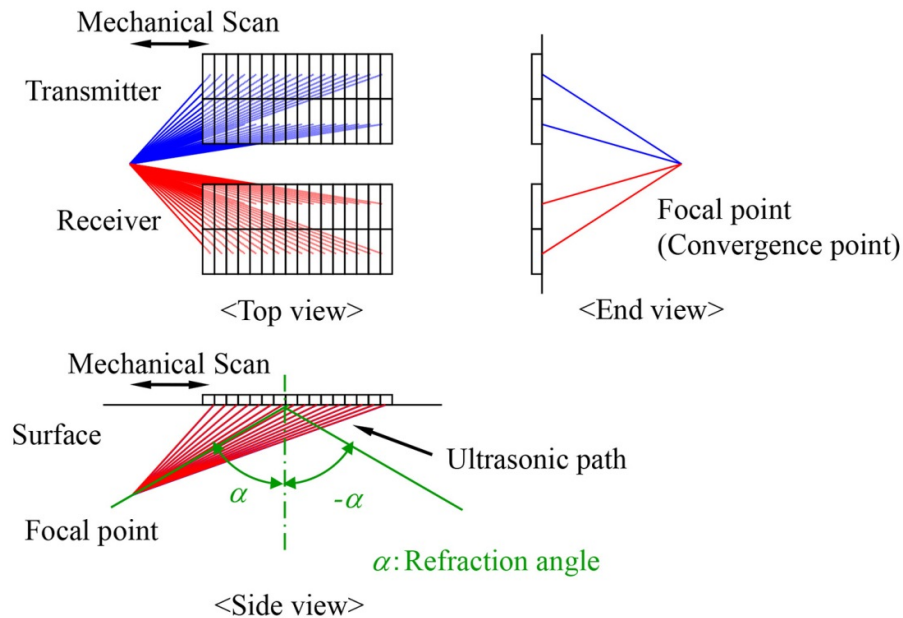 Mechanical Scan
Transmitter
Receiver
<Top view>
Focal point
(Convergence point)
<End view>
Mechanical Scan
Surface
Ultrasonic path
α
-α
Focal point
α: Refraction angle
<Side view>